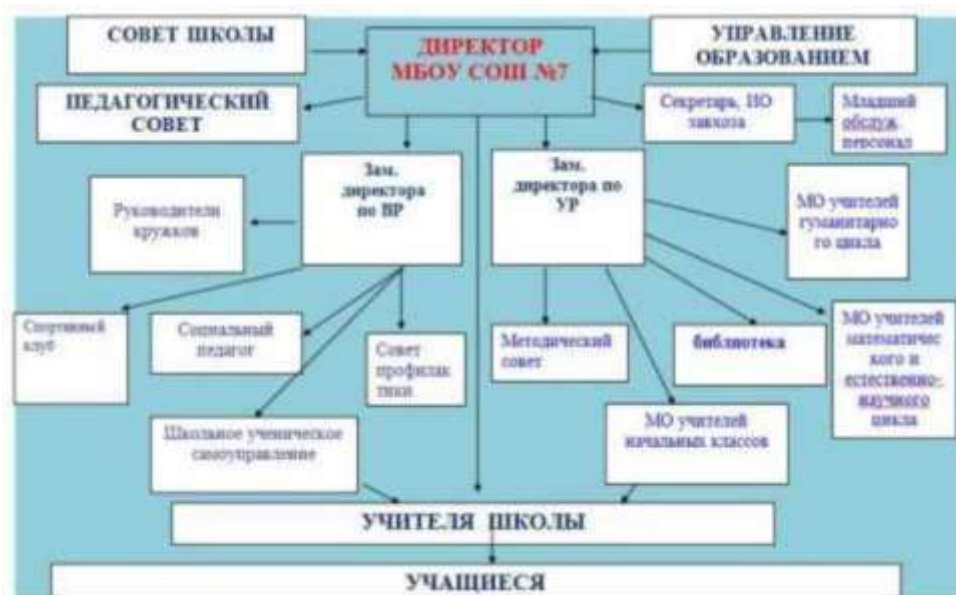 СОВЕТ ШКОЛЫ
ДИРЕКТОР
МБОУ СОШ №7
УПРАВЛЕНИЕ
ОБРАЗОВАНИЕМ
ПЕДАГОГИЧЕСКИЙ
СОВЕТ
Секретарь, ИО
завхоза
Младший
обслуж.
персонал
Зам.
директора
по ВР
Зам.
директора по
УР
Руководители
кружков
МО учителей
гуманитарно
го цикла
Спортивный
клуб
Социальный
педагог
Совет
профилак
тики
Методический
совет
библиотека
МО учителей
математичес
кого и
естественно-
научного
цикла
Школьное ученическое
самоуправление
МО учителей
начальных классов
УЧИТЕЛЯ ШКОЛЫ
УЧАЩИЕСЯ